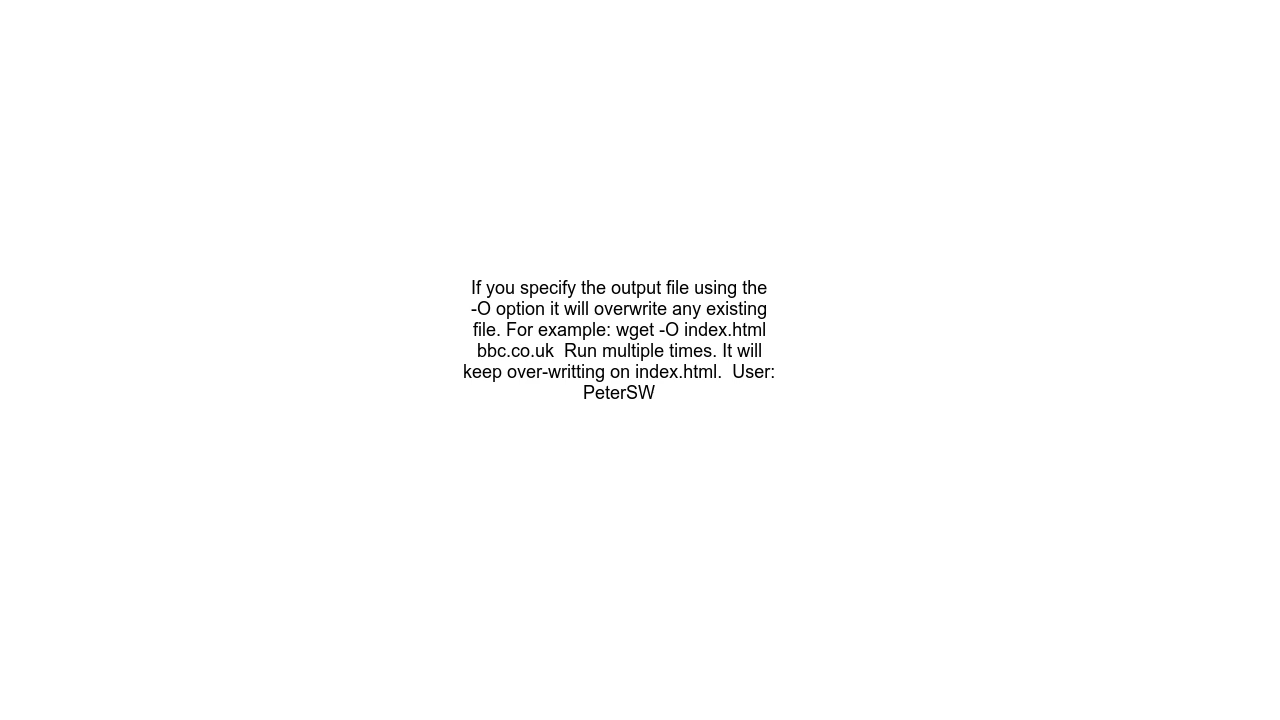 If you specify the output file using the
-O option it will overwrite any existing
file. For example: wget -O index.html
bbc.co.uk  Run multiple times. It will
keep over-writting on index.html.  User:
PeterSW